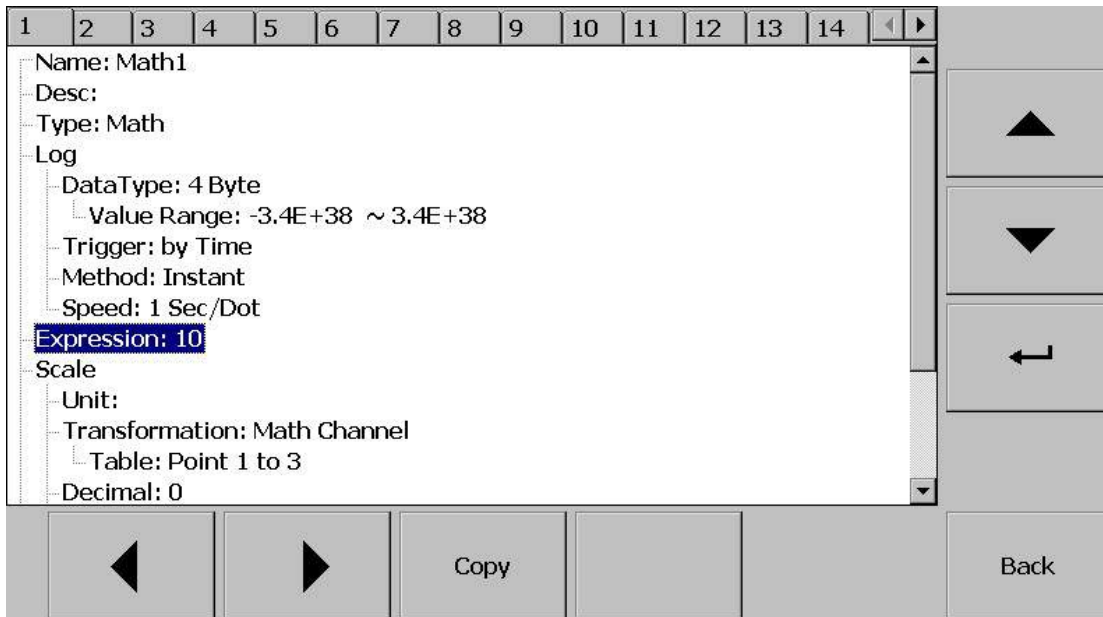 1 2 3 4 5 6 7 8 9 10 11 12 13 14
Name: Math1
Desc:
Type: Math
Log
DataType: 4 Byte
Value Range: -3.4E+38 ~ 3.4E+38
Trigger: by Time
Method: Instant
Speed: 1 Sec/Dot
Expression: 10
Scale
Unit:
Transformation: Math Channel
Table: Point 1 to 3
Decimal: 0
Copy
Back